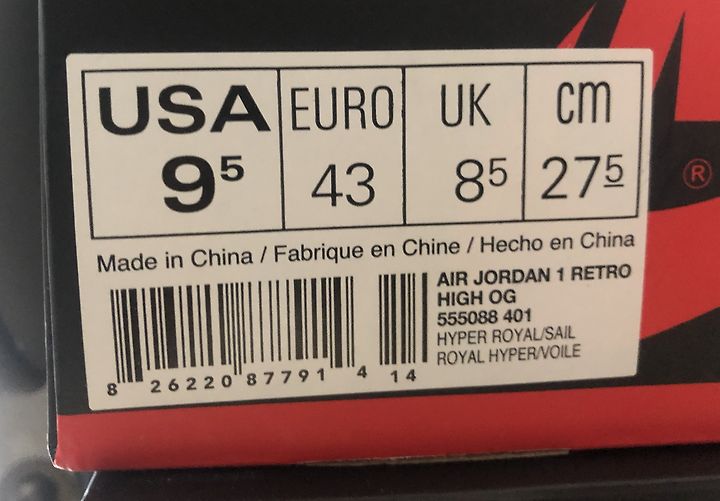 USA EURO UK cm
9⁵ 43 8⁵ 27⁵
Made in China / Fabrique en Chine / Hecho en China
AIR JORDAN 1 RETRO
HIGH OG
555088 401
HYPER ROYAL/SAIL
ROYAL HYPER/VOILE
8 26220 87791 4 14
®